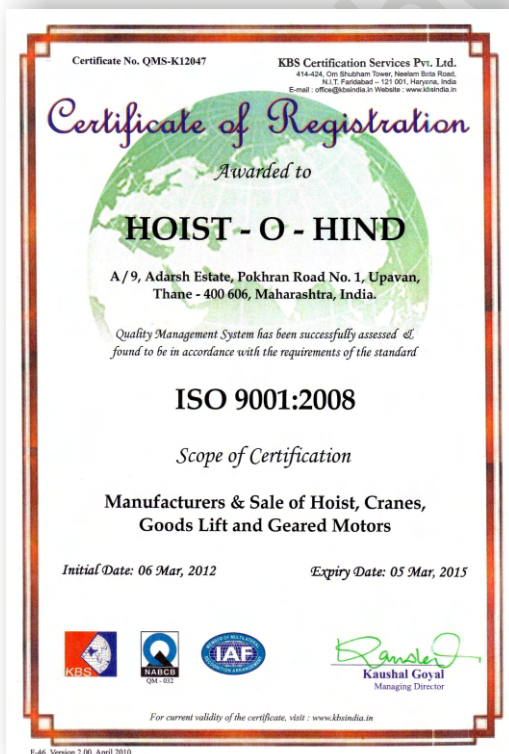 Certificate No. QMS-K12047
KBS Certification Services Pvt. Ltd.
414-424, Om Shubham Tower, Neelam Bata Road,
N.I.T. Faridabad – 121 001, Haryana, India
E-mail : office@kbsindia.in Website : www.kbsindia.in
Certificate of Registration
Awarded to
HOIST - O - HIND
A / 9, Adarsh Estate, Pokhran Road No. 1, Upavan,
Thane - 400 606, Maharashtra, India.
Quality Management System has been successfully assessed &
found to be in accordance with the requirements of the standard
ISO 9001:2008
Scope of Certification
Manufacturers & Sale of Hoist, Cranes,
Goods Lift and Geared Motors
Initial Date: 06 Mar, 2012
Expiry Date: 05 Mar, 2015
KBS
NABCB
QM - 032
MEMBER OF MULTILATERAL
IAF
RECOGNITION ARRANGEMENT
Kaushal Goyal
Managing Director
For current validity of the certificate, visit : www.kbsindia.in
F-46, Version 2.00, April 2010